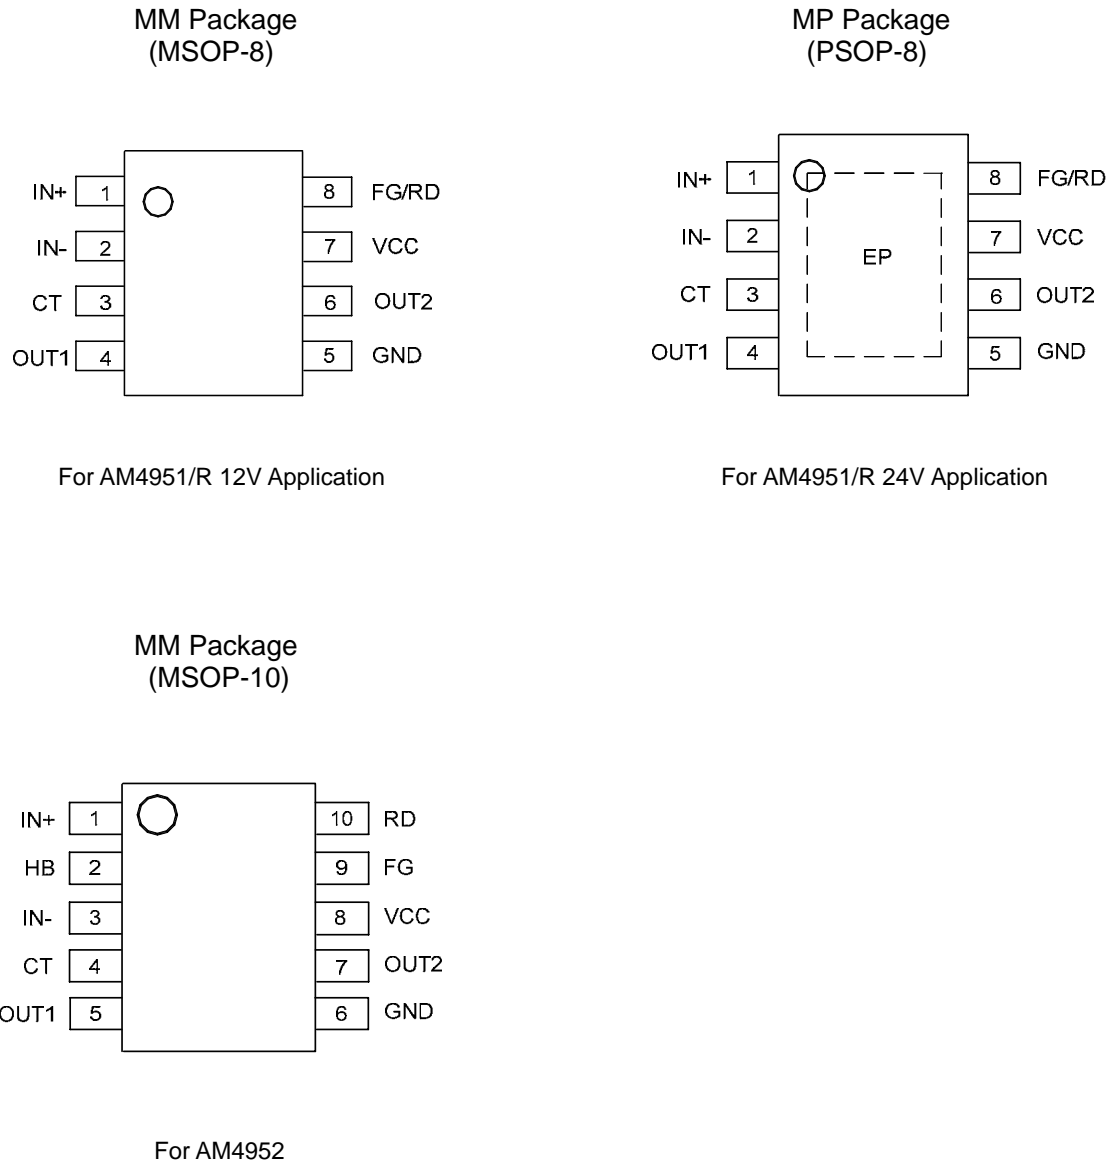 MM Package
(MSOP-8)
IN+ 1 8 FG/RD
IN- 2 7 VCC
CT 3 6 OUT2
OUT1 4 5 GND
For AM4951/R 12V Application
MP Package
(PSOP-8)
IN+ 1 8 FG/RD
IN- 2 7 VCC
EP
CT 3 6 OUT2
OUT1 4 5 GND
For AM4951/R 24V Application
MM Package
(MSOP-10)
IN+ 1 10 RD
HB 2 9 FG
IN- 3 8 VCC
CT 4 7 OUT2
OUT1 5 6 GND
For AM4952